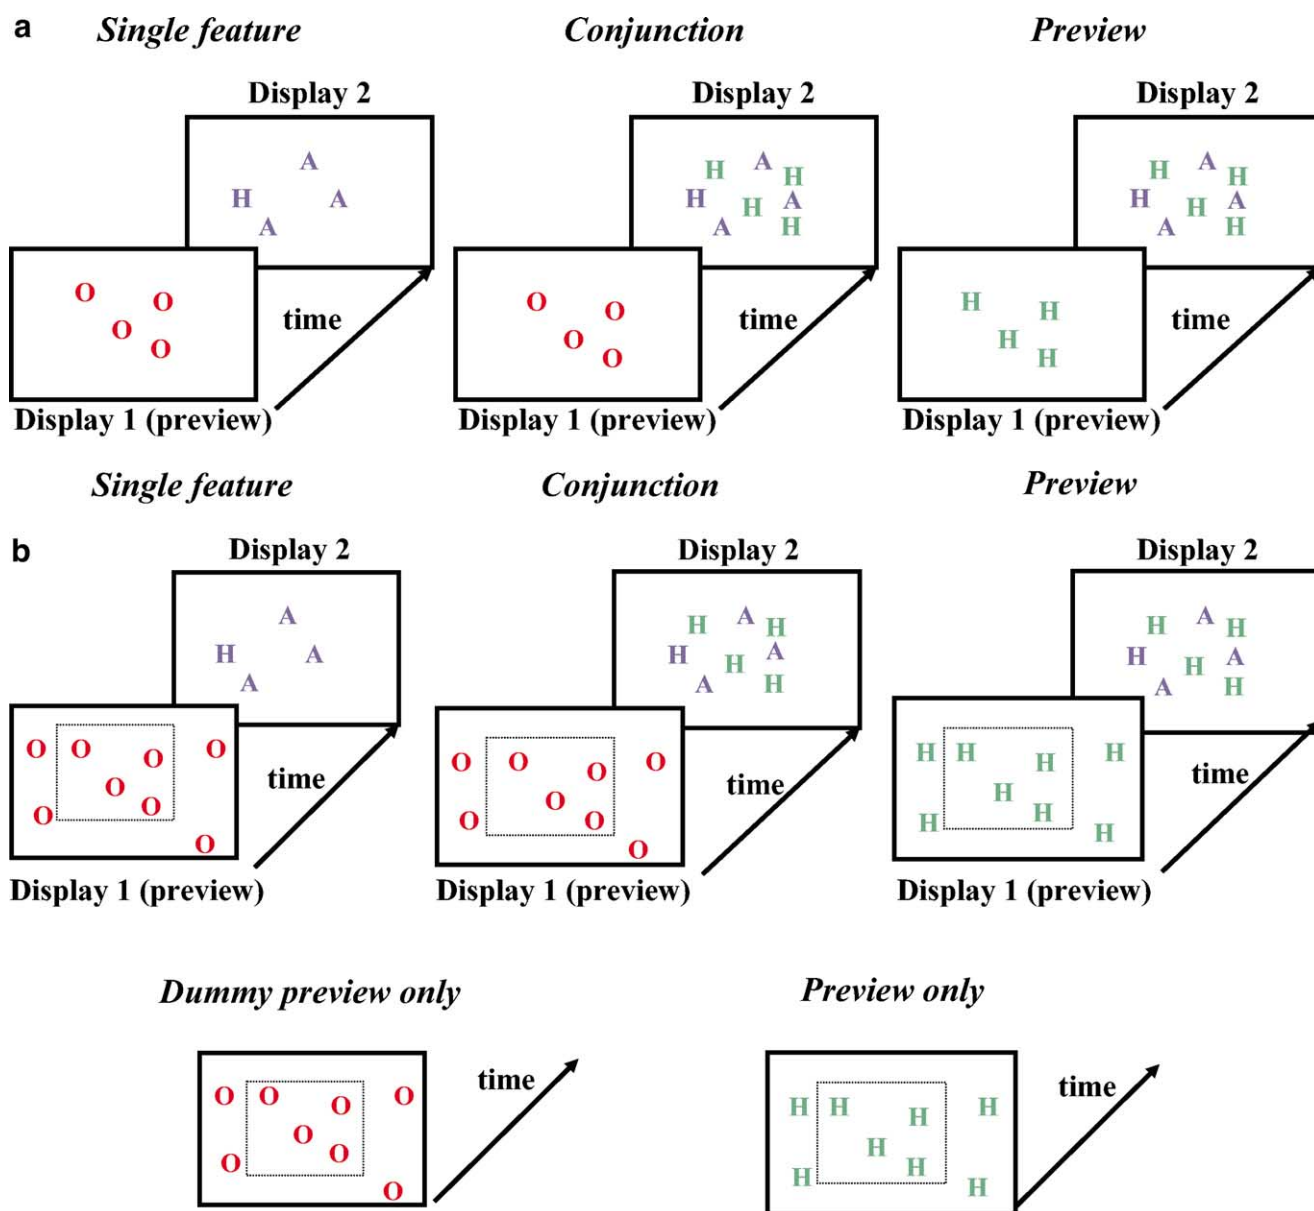 a Single feature Conjunction Preview
Display 2 Display 2 Display 2
A H A A
H A H H H A A H
H A H H H A A H
O O O O
O O O O
H H H H
time time time
Display 1 (preview) Display 1 (preview) Display 1 (preview)
Single feature Conjunction Preview
b
Display 2 Display 2 Display 2
A H A A
H A H H H A A H
H A H H H A A H
O O O O O O O O
O O O O O O O O
H H H H H H H H
time time time
Display 1 (preview) Display 1 (preview) Display 1 (preview)
Dummy preview only Preview only
time time
O O O O O O O O
H H H H H H H H